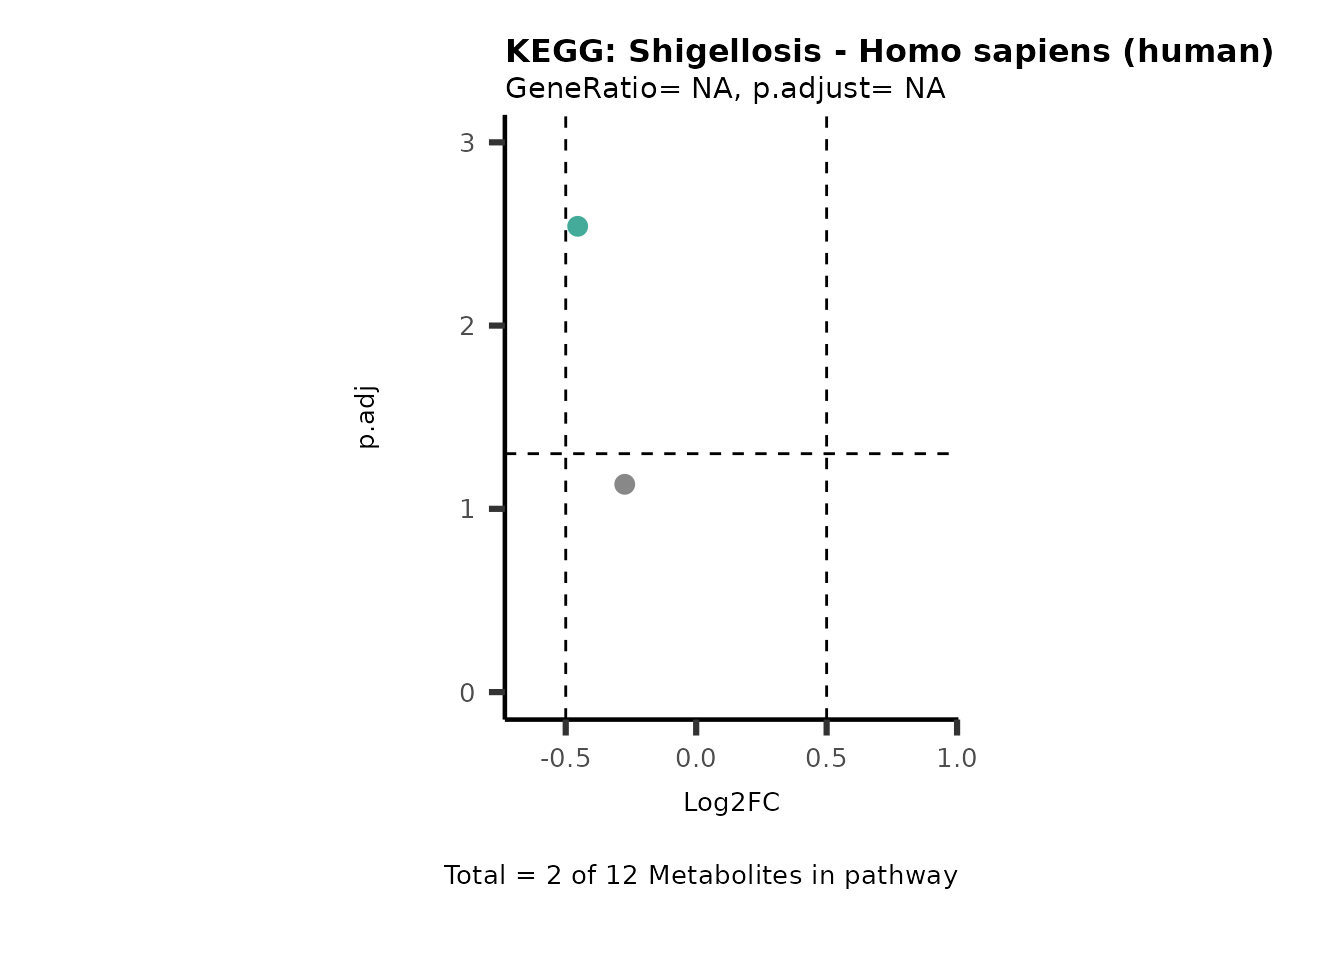 KEGG: Shigellosis - Homo sapiens (human)
GeneRatio= NA, p.adjust= NA
3
2
1
0
p.adj
-0.5 0.0 0.5 1.0
Log2FC
Total = 2 of 12 Metabolites in pathway